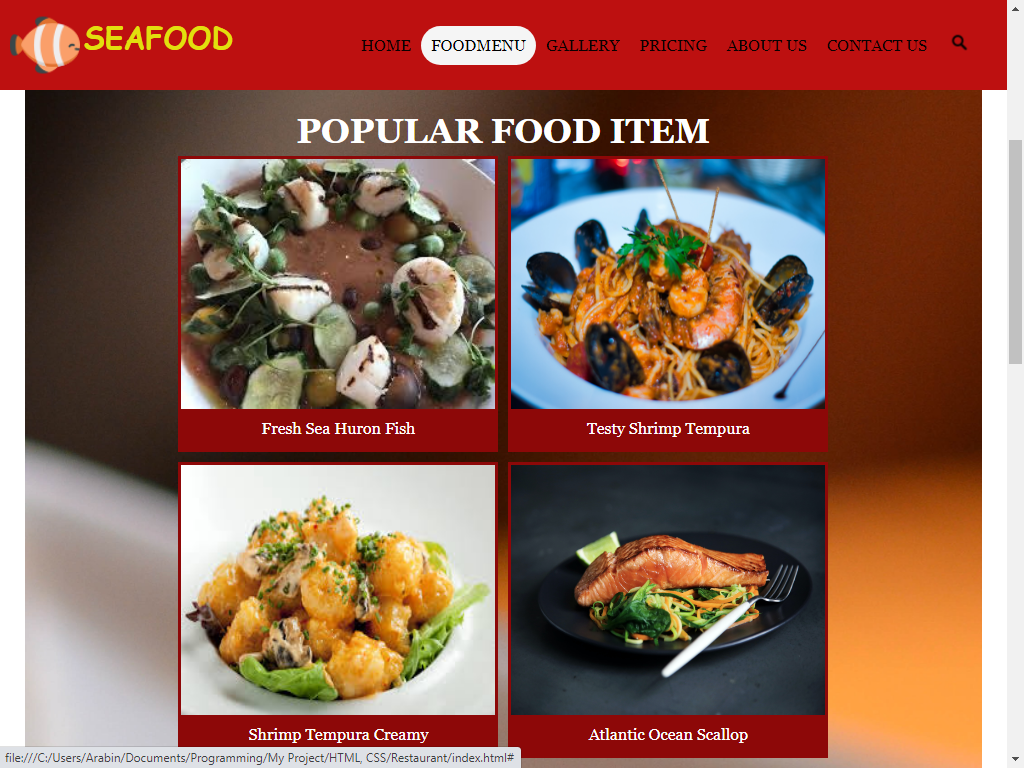 SEAFOOD
HOME FOODMENU GALLERY PRICING ABOUT US CONTACT US
POPULAR FOOD ITEM
Fresh Sea Huron Fish
Testy Shrimp Tempura
Shrimp Tempura Creamy
Atlantic Ocean Scallop
file:///C:/Users/Arabin/Documents/Programming/My Project/HTML, CSS/Restaurant/index.html#